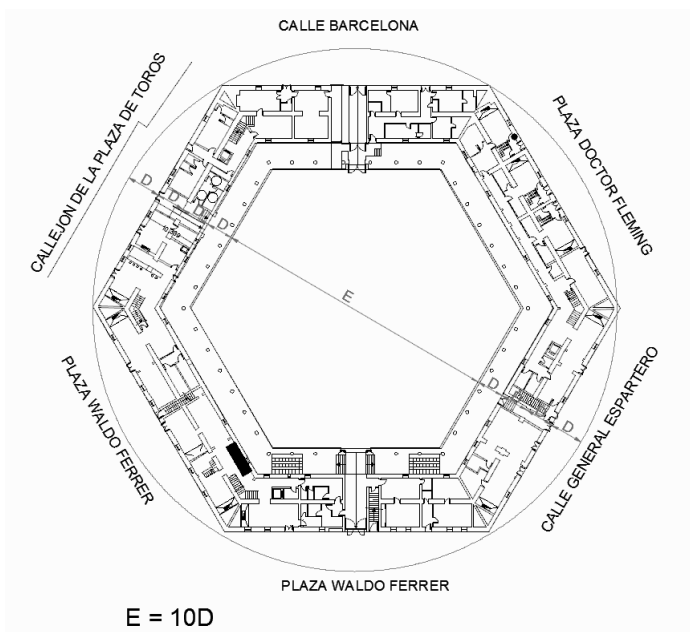 CALLE BARCELONA
CALLEJON DE LA PLAZA DE TOROS
PLAZA DOCTOR FLEMING
D
D
D
E
D
D
PLAZA WALDO FERRER
CALLE GENERAL ESPARTERO
PLAZA WALDO FERRER
E = 10D